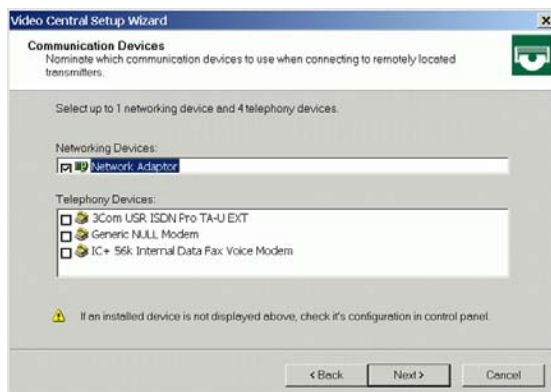 Video Central Setup Wizard
Communication Devices
Nominate which communication devices to use when connecting to remotely located
transmitters.
Select up to 1 networking device and 4 telephony devices.
Networking Devices:
Network Adaptor
Telephony Devices:
3Com USR ISDN Pro TA-U EXT
Generic NULL Modem
IC+ 56k Internal Data Fax Voice Modem
If an installed device is not displayed above, check it's configuration in control panel.
< Back
Next >
Cancel